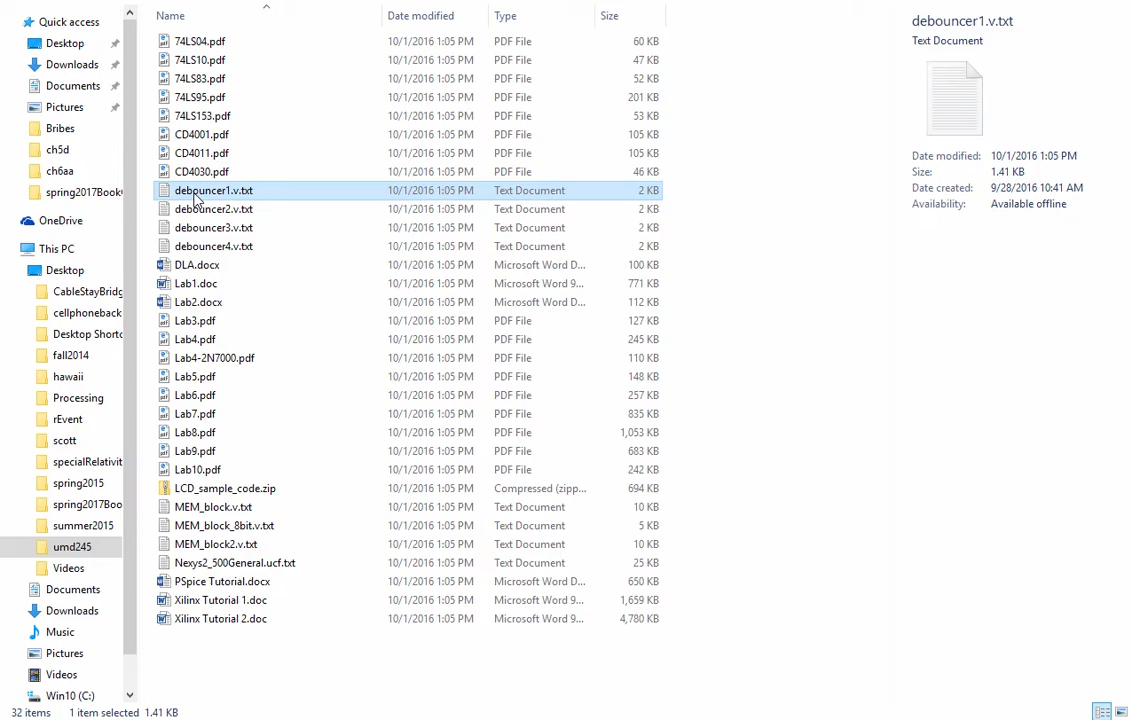 Quick access
Desktop
Downloads
Documents
Pictures
Bribes
ch5d
ch6aa
spring2017Book
OneDrive
This PC
Desktop
CableStayBridg
cellphoneback
Desktop Shortc
fall2014
hawaii
Processing
rEvent
scott
specialRelativit
spring2015
spring2017Boo
summer2015
umd245
Videos
Documents
Downloads
Music
Pictures
Videos
Win10 (C:)
Name Date modified Type Size
74LS04.pdf 10/1/2016 1:05 PM PDF File 60 KB
74LS10.pdf 10/1/2016 1:05 PM PDF File 47 KB
74LS83.pdf 10/1/2016 1:05 PM PDF File 52 KB
74LS95.pdf 10/1/2016 1:05 PM PDF File 201 KB
74LS153.pdf 10/1/2016 1:05 PM PDF File 53 KB
CD4001.pdf 10/1/2016 1:05 PM PDF File 105 KB
CD4011.pdf 10/1/2016 1:05 PM PDF File 105 KB
CD4030.pdf 10/1/2016 1:05 PM PDF File 46 KB
debouncer1.v.txt 10/1/2016 1:05 PM Text Document 2 KB
debouncer2.v.txt 10/1/2016 1:05 PM Text Document 2 KB
debouncer3.v.txt 10/1/2016 1:05 PM Text Document 2 KB
debouncer4.v.txt 10/1/2016 1:05 PM Text Document 2 KB
DLA.docx 10/1/2016 1:05 PM Microsoft Word D... 100 KB
Lab1.doc 10/1/2016 1:05 PM Microsoft Word 9... 771 KB
Lab2.docx 10/1/2016 1:05 PM Microsoft Word D... 112 KB
Lab3.pdf 10/1/2016 1:05 PM PDF File 127 KB
Lab4.pdf 10/1/2016 1:05 PM PDF File 245 KB
Lab4-2N7000.pdf 10/1/2016 1:05 PM PDF File 110 KB
Lab5.pdf 10/1/2016 1:05 PM PDF File 148 KB
Lab6.pdf 10/1/2016 1:05 PM PDF File 257 KB
Lab7.pdf 10/1/2016 1:05 PM PDF File 835 KB
Lab8.pdf 10/1/2016 1:05 PM PDF File 1,053 KB
Lab9.pdf 10/1/2016 1:05 PM PDF File 683 KB
Lab10.pdf 10/1/2016 1:05 PM PDF File 242 KB
LCD_sample_code.zip 10/1/2016 1:05 PM Compressed (zipp... 694 KB
MEM_block.v.txt 10/1/2016 1:05 PM Text Document 10 KB
MEM_block_8bit.v.txt 10/1/2016 1:05 PM Text Document 5 KB
MEM_block2.v.txt 10/1/2016 1:05 PM Text Document 10 KB
Nexys2_500General.ucf.txt 10/1/2016 1:05 PM Text Document 25 KB
PSpice Tutorial.docx 10/1/2016 1:05 PM Microsoft Word D... 650 KB
Xilinx Tutorial 1.doc 10/1/2016 1:05 PM Microsoft Word 9... 1,659 KB
Xilinx Tutorial 2.doc 10/1/2016 1:05 PM Microsoft Word 9... 4,780 KB
debouncer1.v.txt
Text Document
Date modified: 10/1/2016 1:05 PM
Size: 1.41 KB
Date created: 9/28/2016 10:41 AM
Availability: Available offline
32 items 1 item selected 1.41 KB